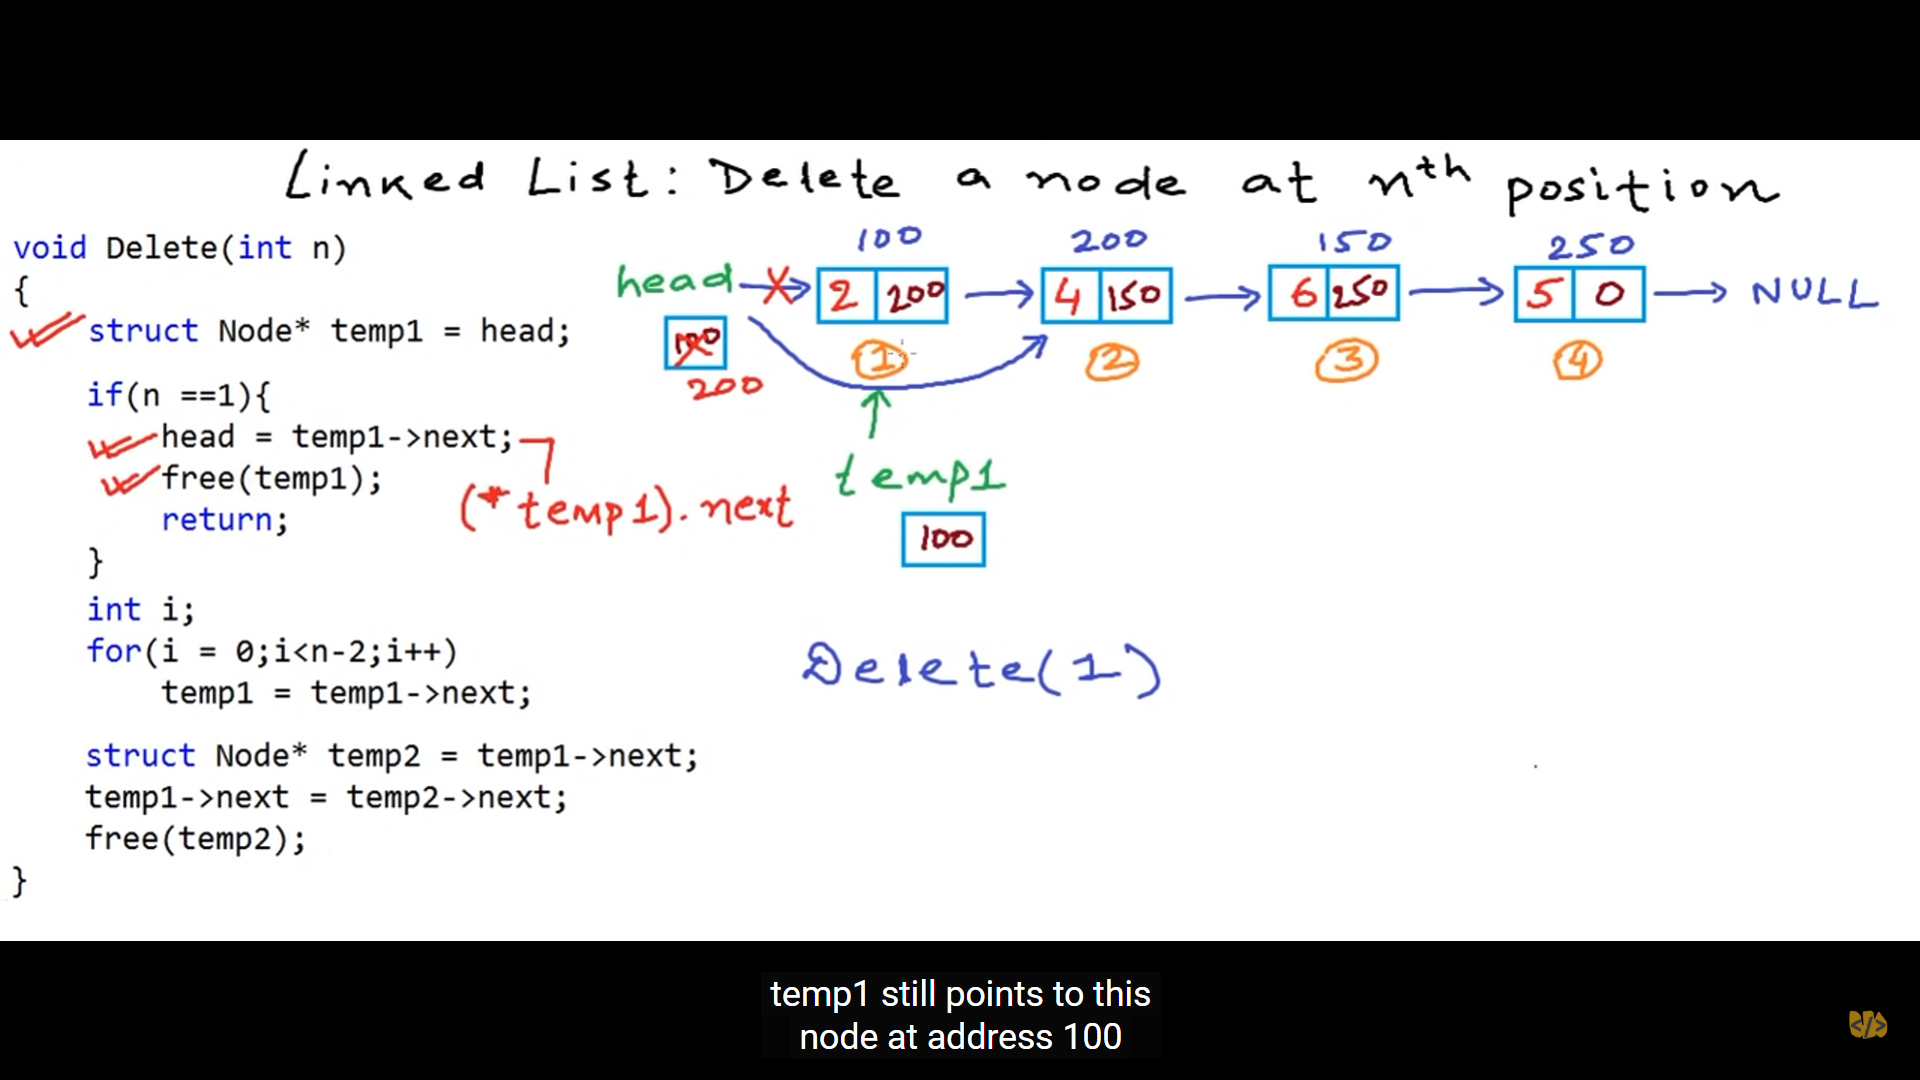 Linked List: Delete a node at nth position
void Delete(int n)
{
struct Node* temp1 = head;
if(n ==1){
head = temp1->next;
free(temp1);
return;
}
int i;
for(i = 0;i<n-2;i++)
temp1 = temp1->next;
struct Node* temp2 = temp1->next;
temp1->next = temp2->next;
free(temp2);
}
(*temp1).next
100 200 150 250
head 2 200 4 150 6 250 5 0 NULL
100
200
1 2 3 4
temp1
100
Delete(1)
temp1 still points to this
node at address 100